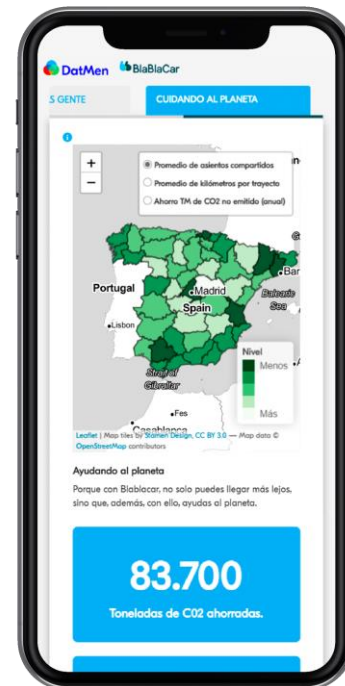 DatMen BlaBlaCar
S GENTE CUIDANDO AL PLANETA
+
−
Promedio de asientos compartidos
Promedio de kilómetros por trayecto
Ahorro TM de CO2 no emitido (anual)
Portugal
Madrid
Spain
Lisbon
Bar
Balearic
Sea
Strait of
Gibraltar
Fes
Casablanca
Nivel
Menos
Más
Leaflet | Map tiles by Stamen Design, CC BY 3.0 — Map data ©
OpenStreetMap contributors
Ayudando al planeta
Porque con Blablacar, no solo puedes llegar más lejos,
sino que, además, con ello, ayudas al planeta.
83.700
Toneladas de C02 ahorradas.